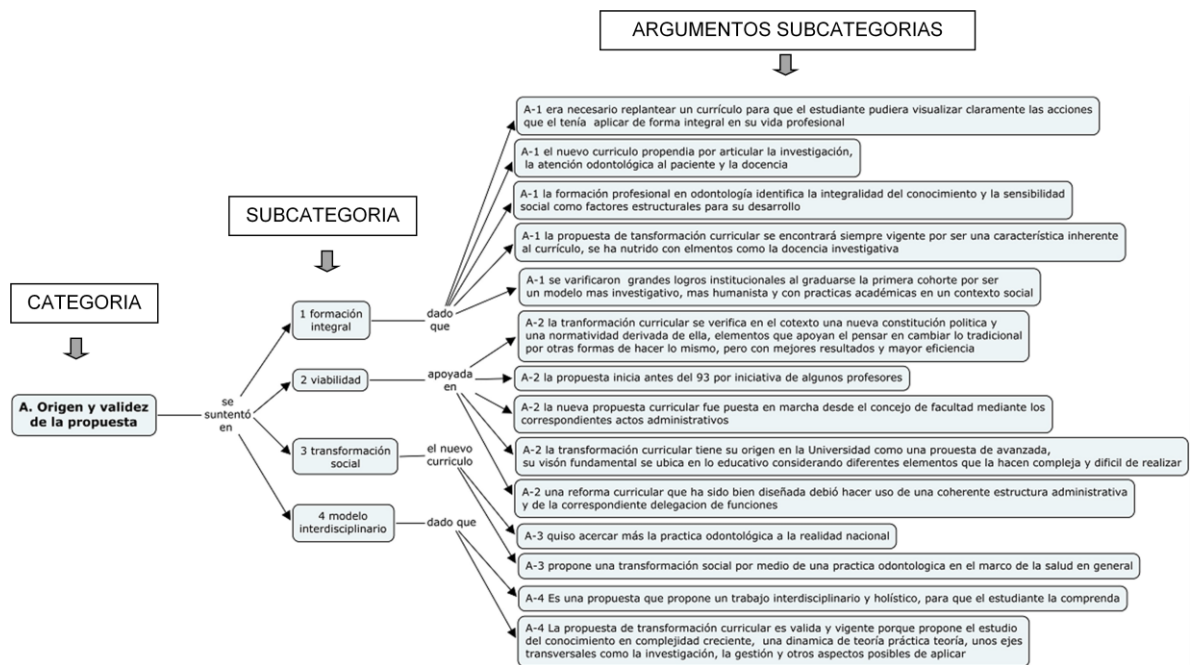 ARGUMENTOS SUBCATEGORIAS
SUBCATEGORIA
CATEGORIA
A. Origen y validez
de la propuesta
se
suntentó
en
1 formación
integral
2 viabilidad
3 transformación
social
4 modelo
interdisciplinario
dado
que
apoyada
en
el nuevo
curriculo
dado que
A-1 era necesario replantear un currículo para que el estudiante pudiera visualizar claramente las acciones
que el tenía aplicar de forma integral en su vida profesional
A-1 el nuevo curriculo propendia por articular la investigación,
la atención odontológica al paciente y la docencia
A-1 la formación profesional en odontología identifica la integralidad del conocimiento y la sensibilidad
social como factores estructurales para su desarrollo
A-1 la propuesta de tansformación curricular se encontrará siempre vigente por ser una característica inherente
al currículo, se ha nutrido con elmentos como la docencia investigativa
A-1 se varificaron grandes logros institucionales al graduarse la primera cohorte por ser
un modelo mas investigativo, mas humanista y con practicas académicas en un contexto social
A-2 la tranformación curricular se verifica en el cotexto una nueva constitución politica y
una normatividad derivada de ella, elementos que apoyan el pensar en cambiar lo tradicional
por otras formas de hacer lo mismo, pero con mejores resultados y mayor eficiencia
A-2 la propuesta inicia antes del 93 por iniciativa de algunos profesores
A-2 la nueva propuesta curricular fue puesta en marcha desde el concejo de facultad mediante los
correspondientes actos administrativos
A-2 la transformación curricular tiene su origen en la Universidad como una prouesta de avanzada,
su visón fundamental se ubica en lo educativo considerando diferentes elementos que la hacen compleja y dificil de realizar
A-2 una reforma curricular que ha sido bien diseñada debió hacer uso de una coherente estructura administrativa
y de la correspondiente delegacion de funciones
A-3 quiso acercar más la practica odontológica a la realidad nacional
A-3 propone una transformación social por medio de una practica odontologica en el marco de la salud en general
A-4 Es una propuesta que propone un trabajo interdisciplinario y holístico, para que el estudiante la comprenda
A-4 La propuesta de transformación curricular es valida y vigente porque propone el estudio
del conocimiento en complejidad creciente, una dinamica de teoría práctica teoría, unos ejes
transversales como la investigación, la gestión y otros aspectos posibles de aplicar